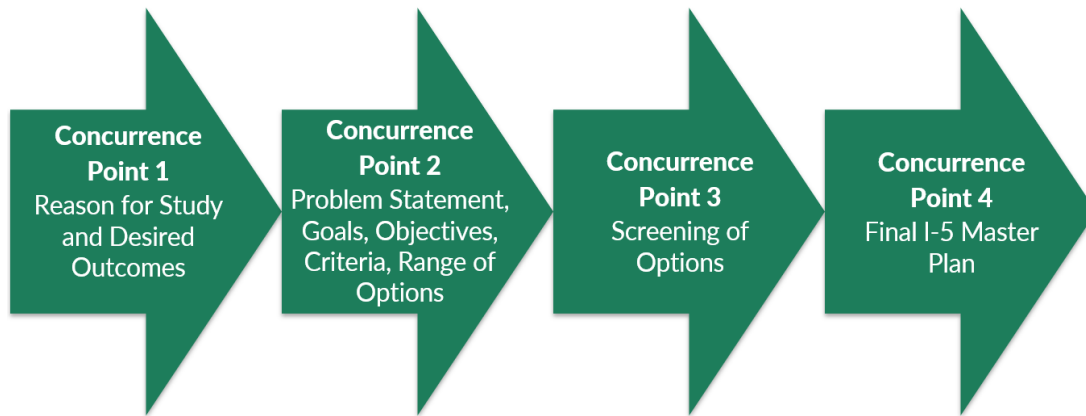 Concurrence
Point 1
Reason for Study
and Desired
Outcomes
Concurrence
Point 2
Problem Statement,
Goals, Objectives,
Criteria, Range of
Options
Concurrence
Point 3
Screening of
Options
Concurrence
Point 4
Final I-5 Master
Plan